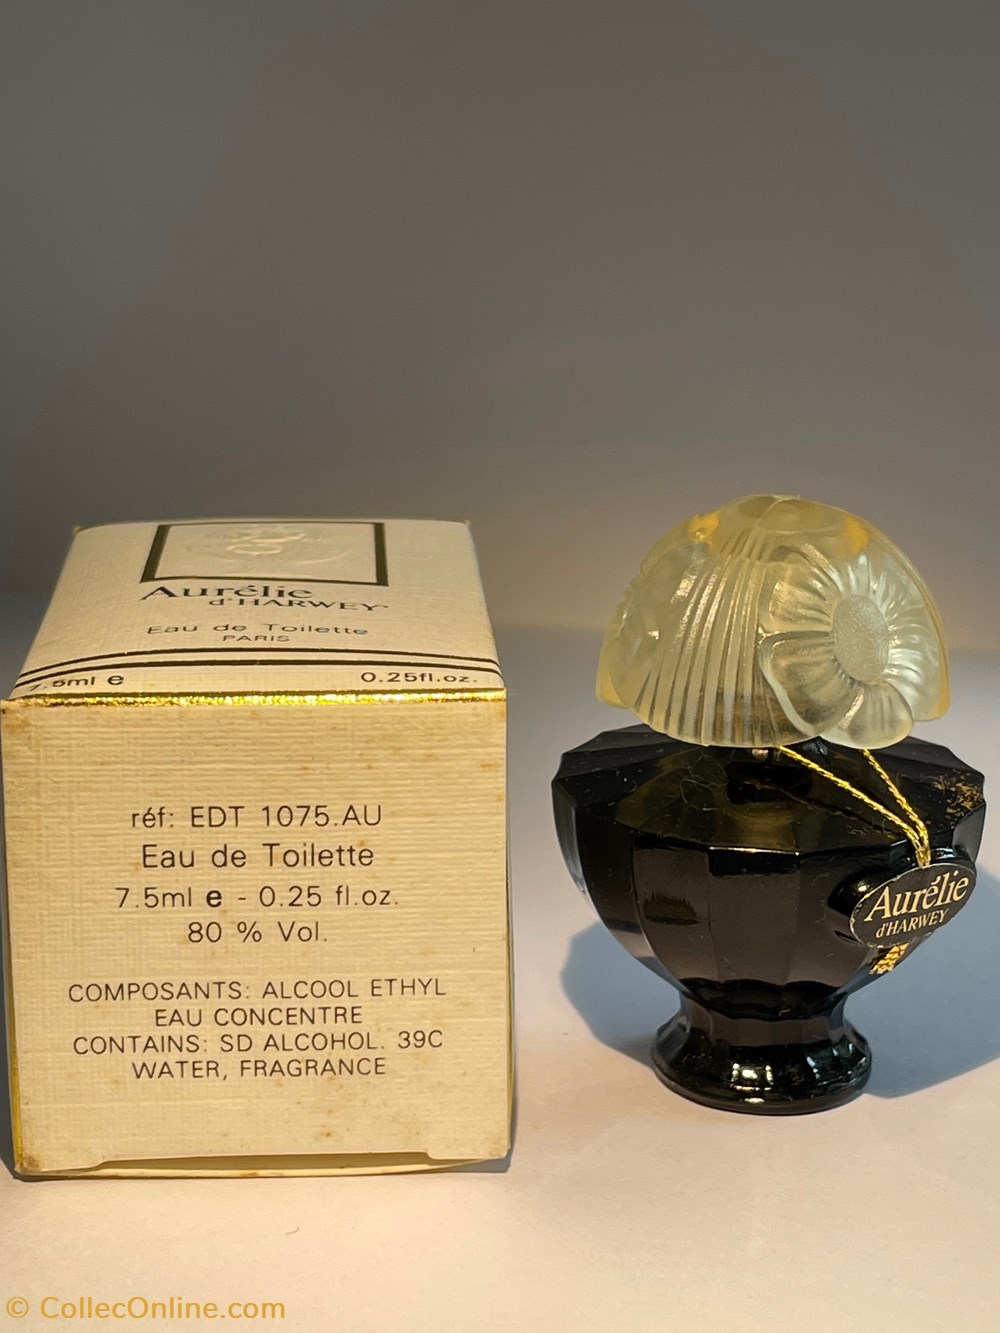 Aurélie
d'HARWEY
Eau de Toilette
PARIS
7.5ml e
0.25fl.oz.
réf: EDT 1075.AU
Eau de Toilette
7.5ml e - 0.25 fl.oz.
80 % Vol.
COMPOSANTS: ALCOOL ETHYL
EAU CONCENTRE
CONTAINS: SD ALCOHOL. 39C
WATER, FRAGRANCE
Aurélie
d'HARWEY
© CollecOnline.com